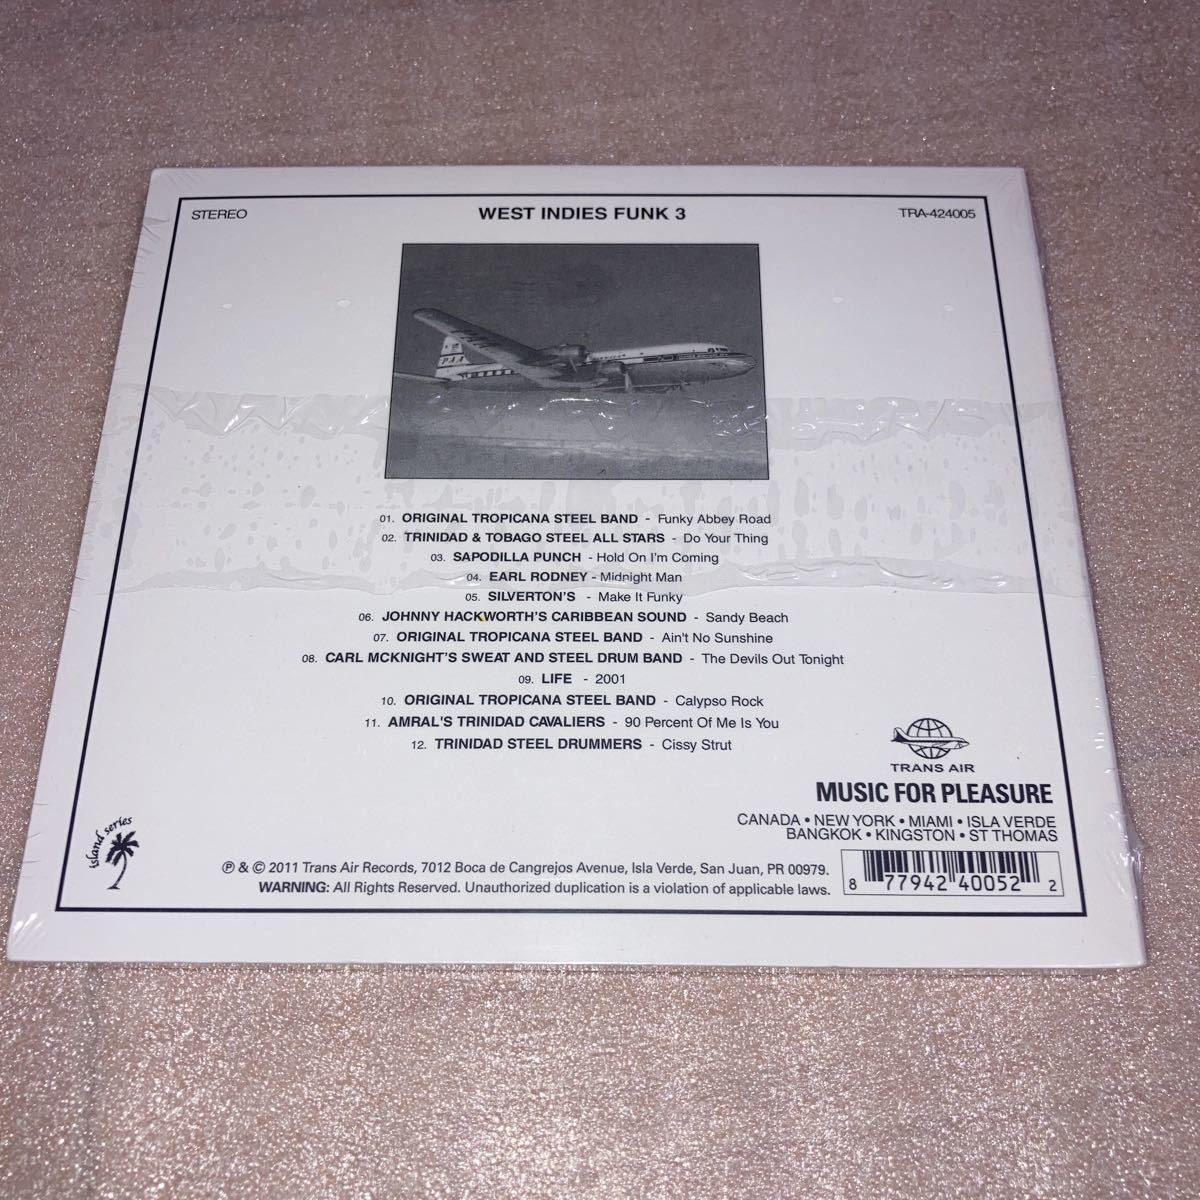 STEREO
WEST INDIES FUNK 3
TRA-424005
PAA
01. ORIGINAL TROPICANA STEEL BAND - Funky Abbey Road
02. TRINIDAD & TOBAGO STEEL ALL STARS - Do Your Thing
03. SAPODILLA PUNCH - Hold On I'm Coming
04. EARL RODNEY - Midnight Man
05. SILVERTON'S - Make It Funky
06. JOHNNY HACKWORTH'S CARIBBEAN SOUND - Sandy Beach
07. ORIGINAL TROPICANA STEEL BAND - Ain't No Sunshine
08. CARL MCKNIGHT'S SWEAT AND STEEL DRUM BAND - The Devils Out Tonight
09. LIFE - 2001
10. ORIGINAL TROPICANA STEEL BAND - Calypso Rock
11. AMRAL'S TRINIDAD CAVALIERS - 90 Percent Of Me Is You
12. TRINIDAD STEEL DRUMMERS - Cissy Strut
TRANS AIR
MUSIC FOR PLEASURE
CANADA • NEW YORK • MIAMI • ISLA VERDE
BANGKOK • KINGSTON • ST THOMAS
island series
℗ & © 2011 Trans Air Records, 7012 Boca de Cangrejos Avenue, Isla Verde, San Juan, PR 00979.
WARNING: All Rights Reserved. Unauthorized duplication is a violation of applicable laws.
8 77942 40052 2